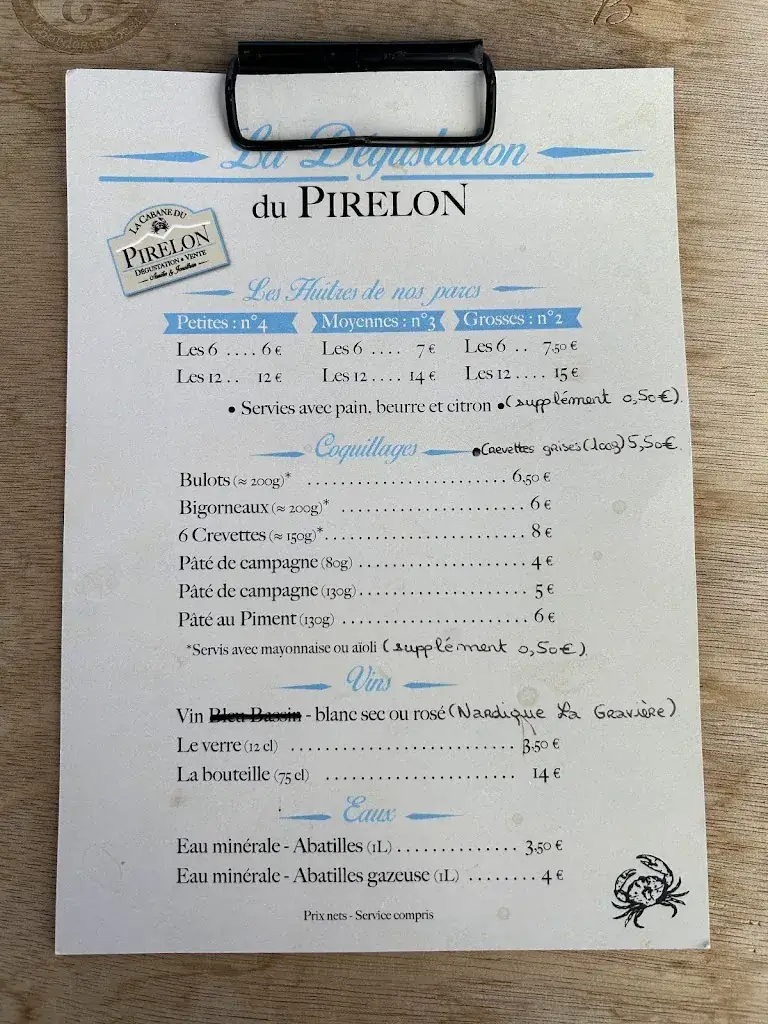 La Dégustation
du PIRELON
LA CABANE DU
PIRELON
DÉGUSTATION • VENTE
Les Huîtres de nos parcs
Petites : n°4 Moyennes : n°3 Grosses : n°2
Les 6 .... 6 € Les 6 .... 7 € Les 6 .. 7,50 €
Les 12 .. 12 € Les 12 .... 14 € Les 12 .... 15 €
• Servies avec pain, beurre et citron • (supplément 0,50€).
Coquillages • Crevettes grises (100g) 5,50€.
Bulots (≈ 200g)* ........................ 6,50 €
Bigorneaux (≈ 200g)* ...................... 6 €
6 Crevettes (≈ 150g)* ........................ 8 €
Pâté de campagne (80g) .................... 4 €
Pâté de campagne (130g) .................... 5 €
Pâté au Piment (130g) ...................... 6 €
*Servis avec mayonnaise ou aïoli (supplément 0,50€).
Vins
Vin Bleu Bassin - blanc sec ou rosé (Nardique La Gravière)
Le verre (12 cl) ........................... 3,50 €
La bouteille (75 cl) ....................... 14 €
Eaux
Eau minérale - Abatilles (1L) .............. 3,50 €
Eau minérale - Abatilles gazeuse (1L) ........ 4 €
Prix nets - Service compris